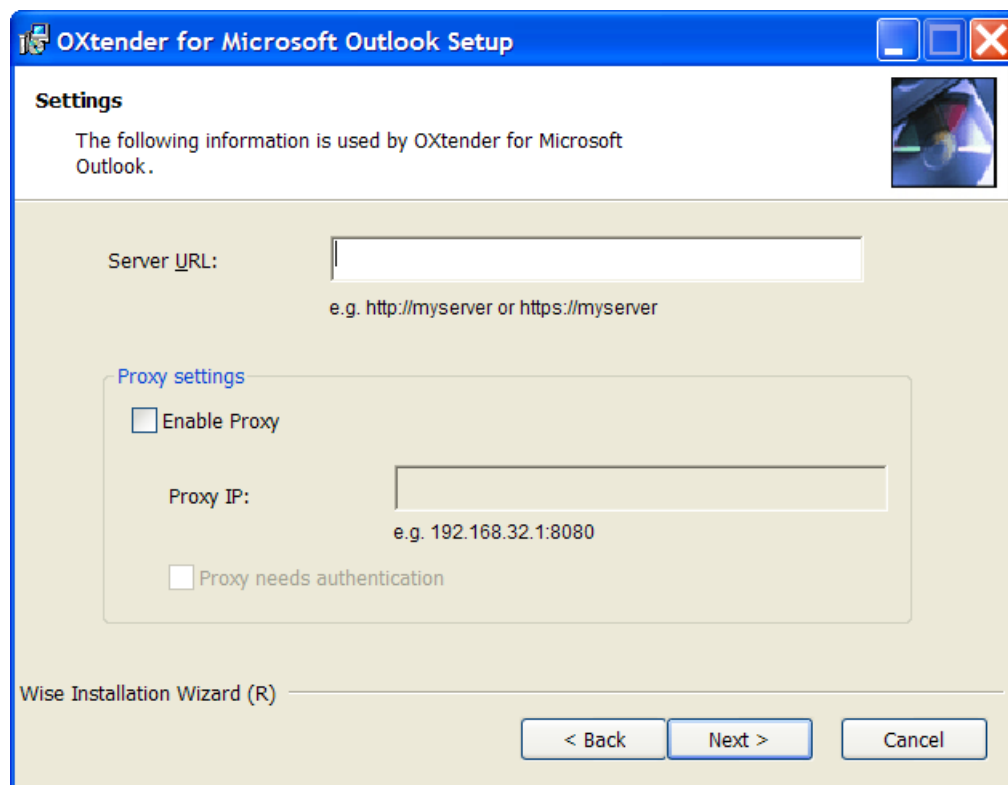 OXtender for Microsoft Outlook Setup
Settings
The following information is used by OXtender for Microsoft
Outlook.
Server URL:
e.g. http://myserver or https://myserver
Proxy settings
Enable Proxy
Proxy IP:
e.g. 192.168.32.1:8080
Proxy needs authentication
Wise Installation Wizard (R)
< Back
Next >
Cancel